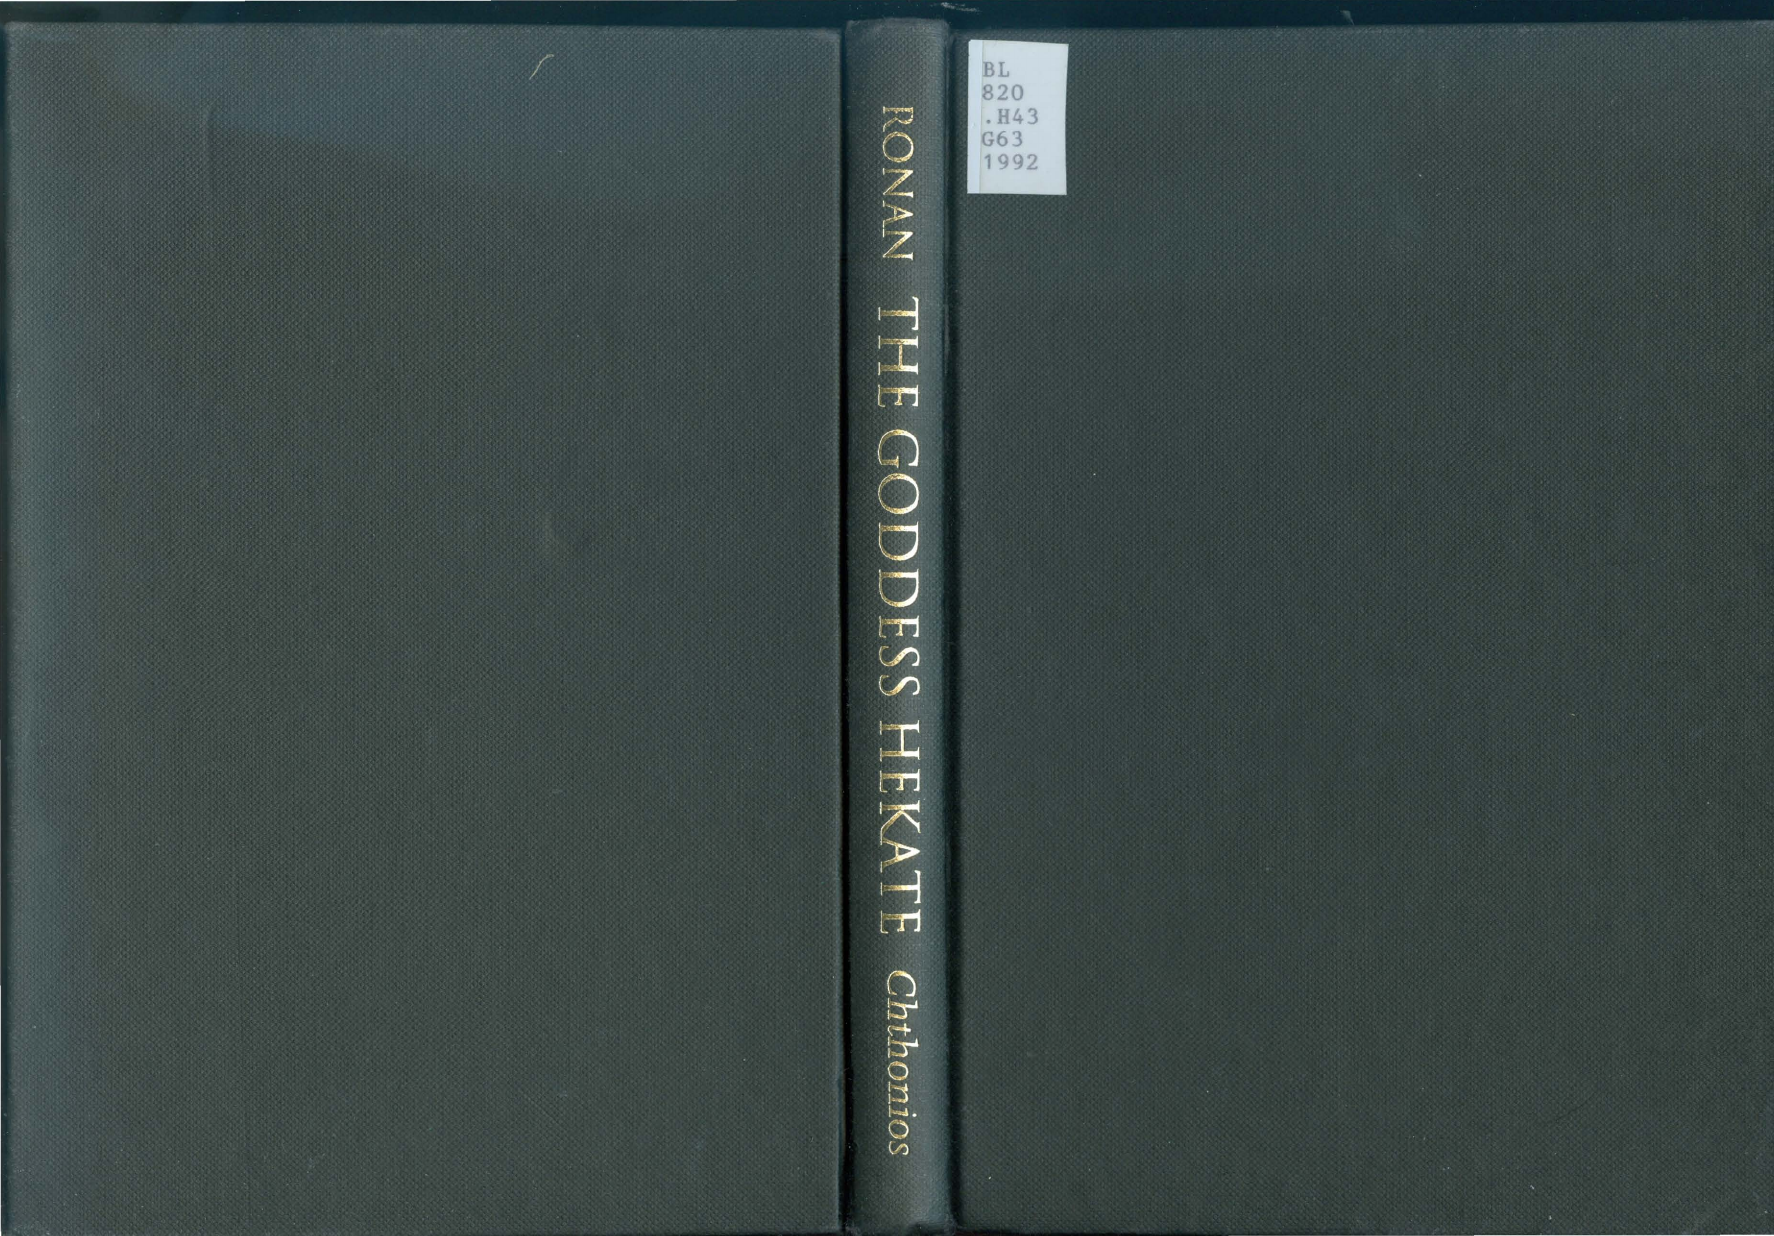 RONAN THE GODDESS HEKATE Chthonios
BL
820
.H43
G63
1992